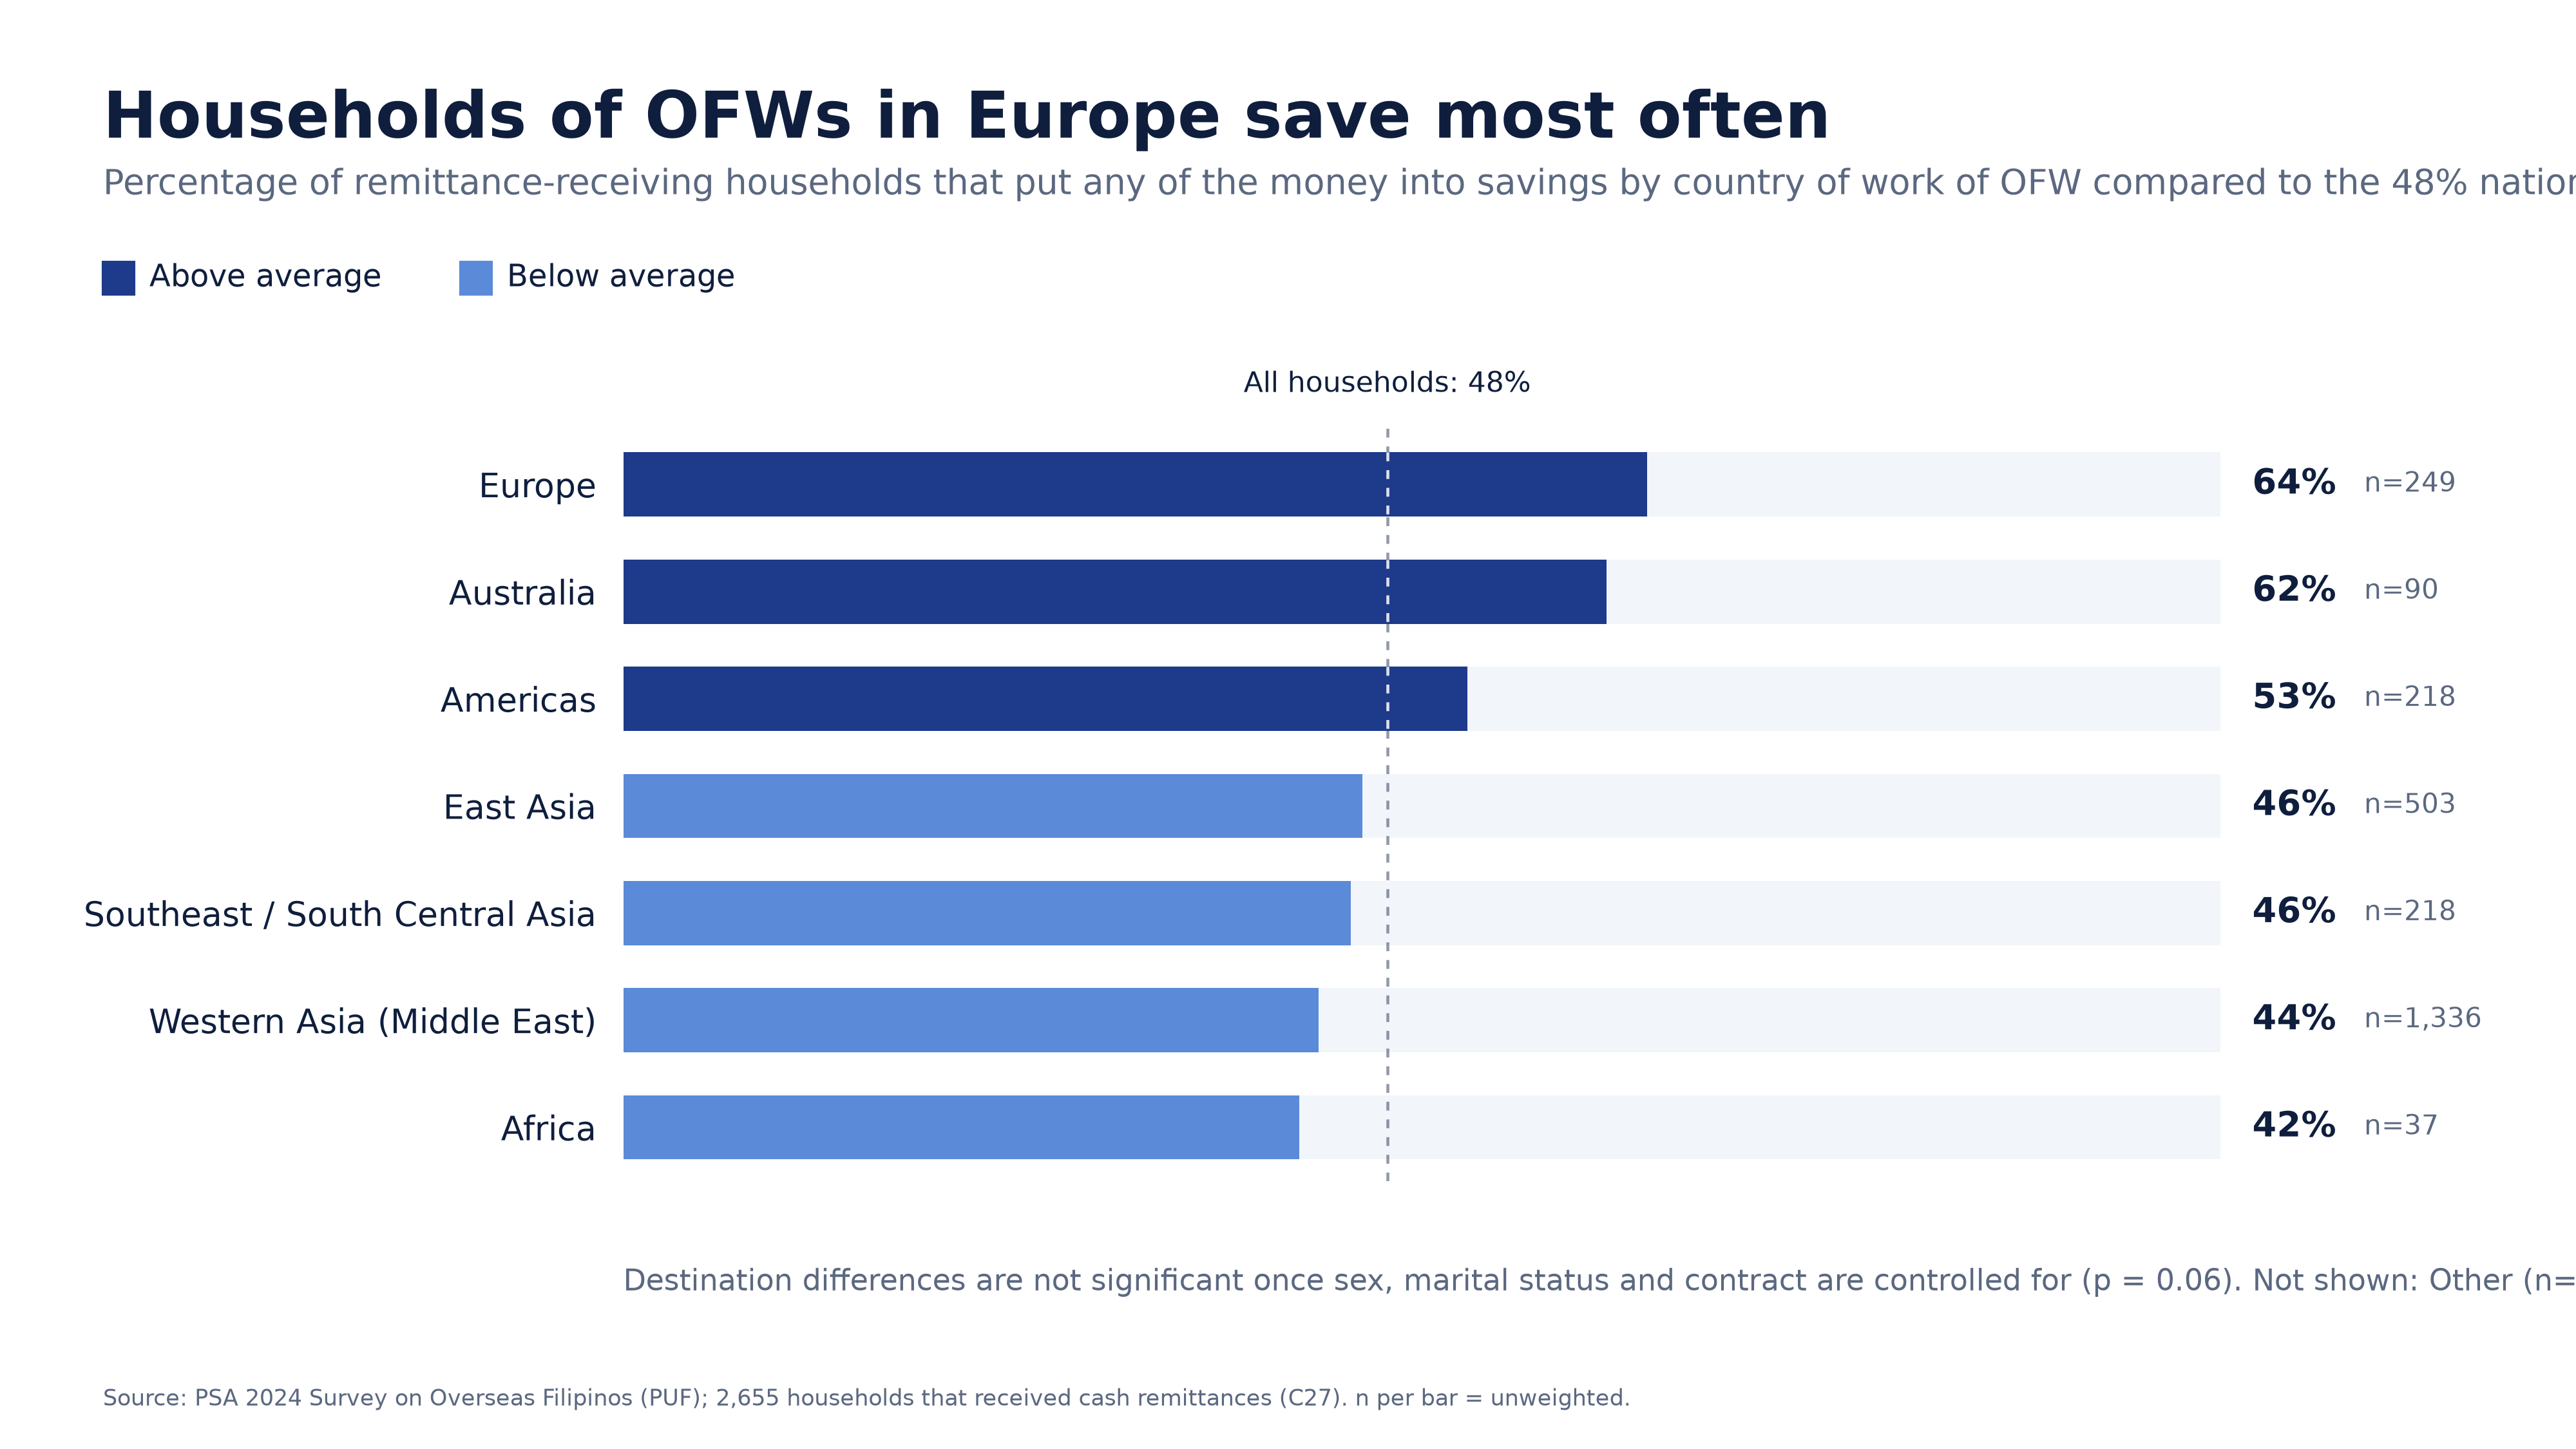 Households of OFWs in Europe save most often
Percentage of remittance-receiving households that put any of the money into savings by country of work of OFW compared to the 48%
Above average
Below average
All households: 48%
Europe 64% n=249
Australia 62% n=90
Americas 53% n=218
East Asia 46% n=503
Southeast / South Central Asia 46% n=218
Western Asia (Middle East) 44% n=1,336
Africa 42% n=37
Destination differences are not significant once sex, marital status and contract are controlled for (p = 0.06). Not shown: Other (n=
Source: PSA 2024 Survey on Overseas Filipinos (PUF); 2,655 households that received cash remittances (C27). n per bar = unweighted.